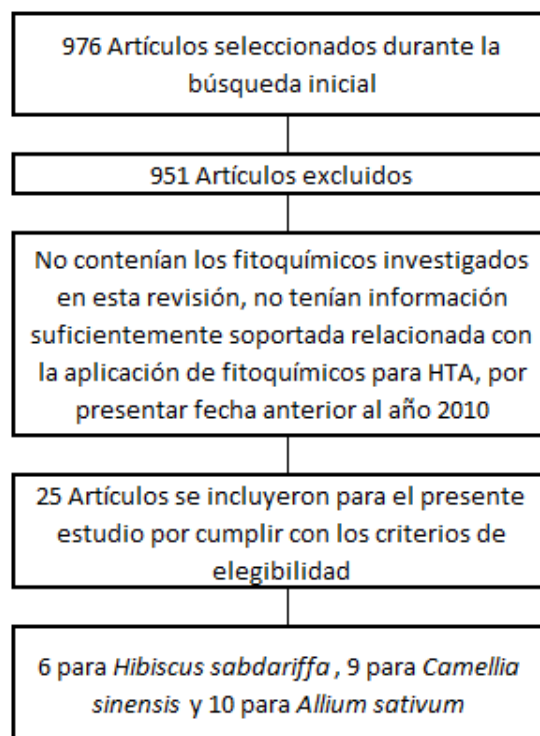 976 Artículos seleccionados durante la
búsqueda inicial
951 Artículos excluidos
No contenían los fitoquímicos investigados
en esta revisión, no tenían información
suficientemente soportada relacionada con
la aplicación de fitoquímicos para HTA, por
presentar fecha anterior al año 2010
25 Artículos se incluyeron para el presente
estudio por cumplir con los criterios de
elegibilidad
6 para Hibiscus sabdariffa, 9 para Camellia
sinensis y 10 para Allium sativum